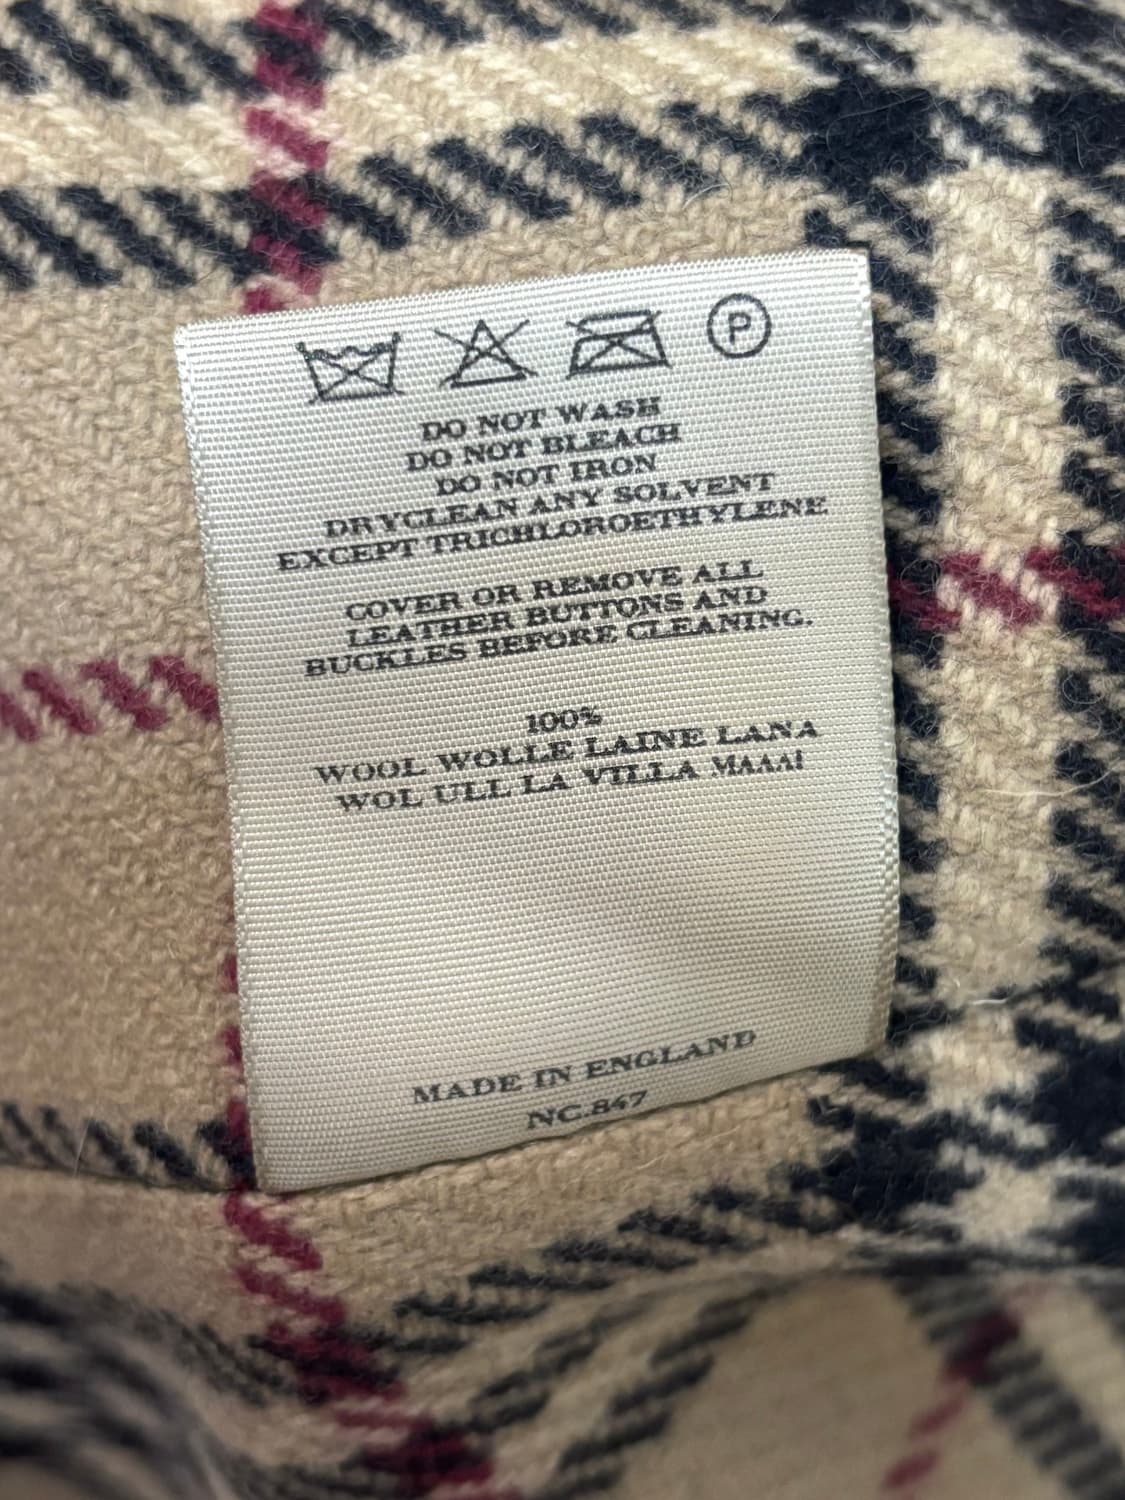 P
DO NOT WASH
DO NOT BLEACH
DO NOT IRON
DRYCLEAN ANY SOLVENT
EXCEPT TRICHLOROETHYLENE
COVER OR REMOVE ALL
LEATHER BUTTONS AND
BUCKLES BEFORE CLEANING.
100%
WOOL WOLLE LAINE LANA
WOL ULL LA VILLA ΜΑΛΛΙ
MADE IN ENGLAND
NC.847